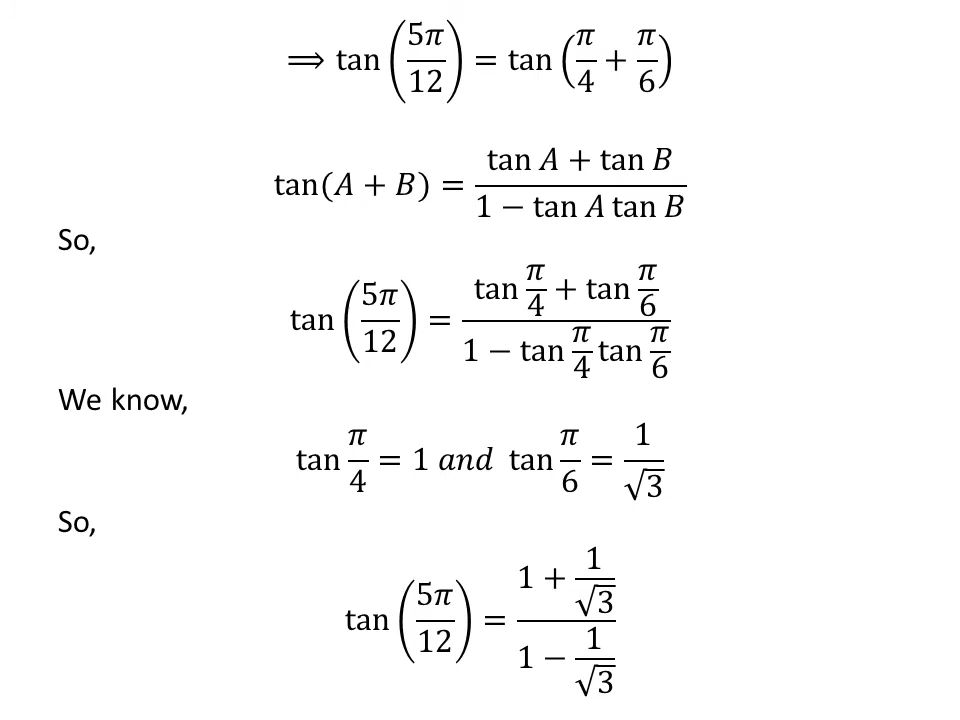 ⟹ tan (5π/12) = tan (π/4 + π/6)
tan(A + B) = (tan A + tan B)/(1 − tan A tan B)
So,
tan (5π/12) = (tan π/4 + tan π/6)/(1 − tan π/4 tan π/6)
We know,
tan π/4 = 1 and tan π/6 = 1/√3
So,
tan (5π/12) = (1 + 1/√3)/(1 − 1/√3)